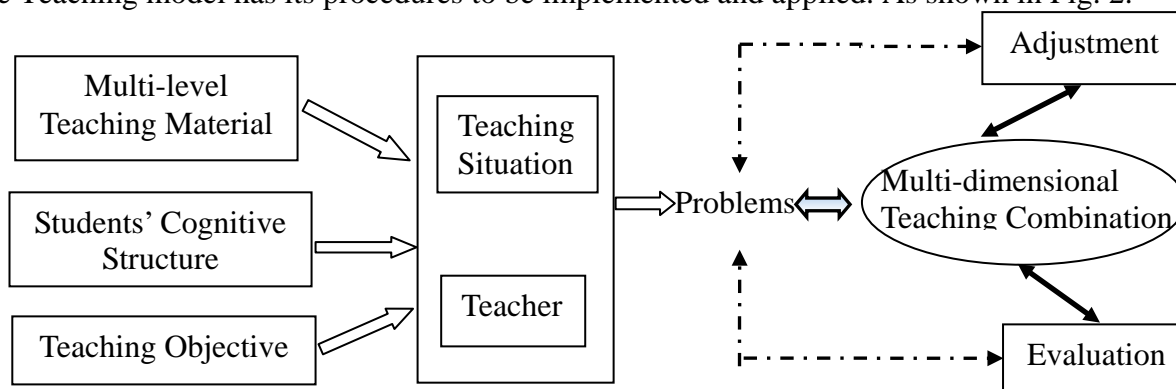 Teaching model has its procedures to be implemented and applied. As shown in Fig. 2.
Multi-level
Teaching Material
Students’ Cognitive
Structure
Teaching Objective
Teaching
Situation
Teacher
Problems
Adjustment
Multi-dimensional
Teaching Combination
Evaluation